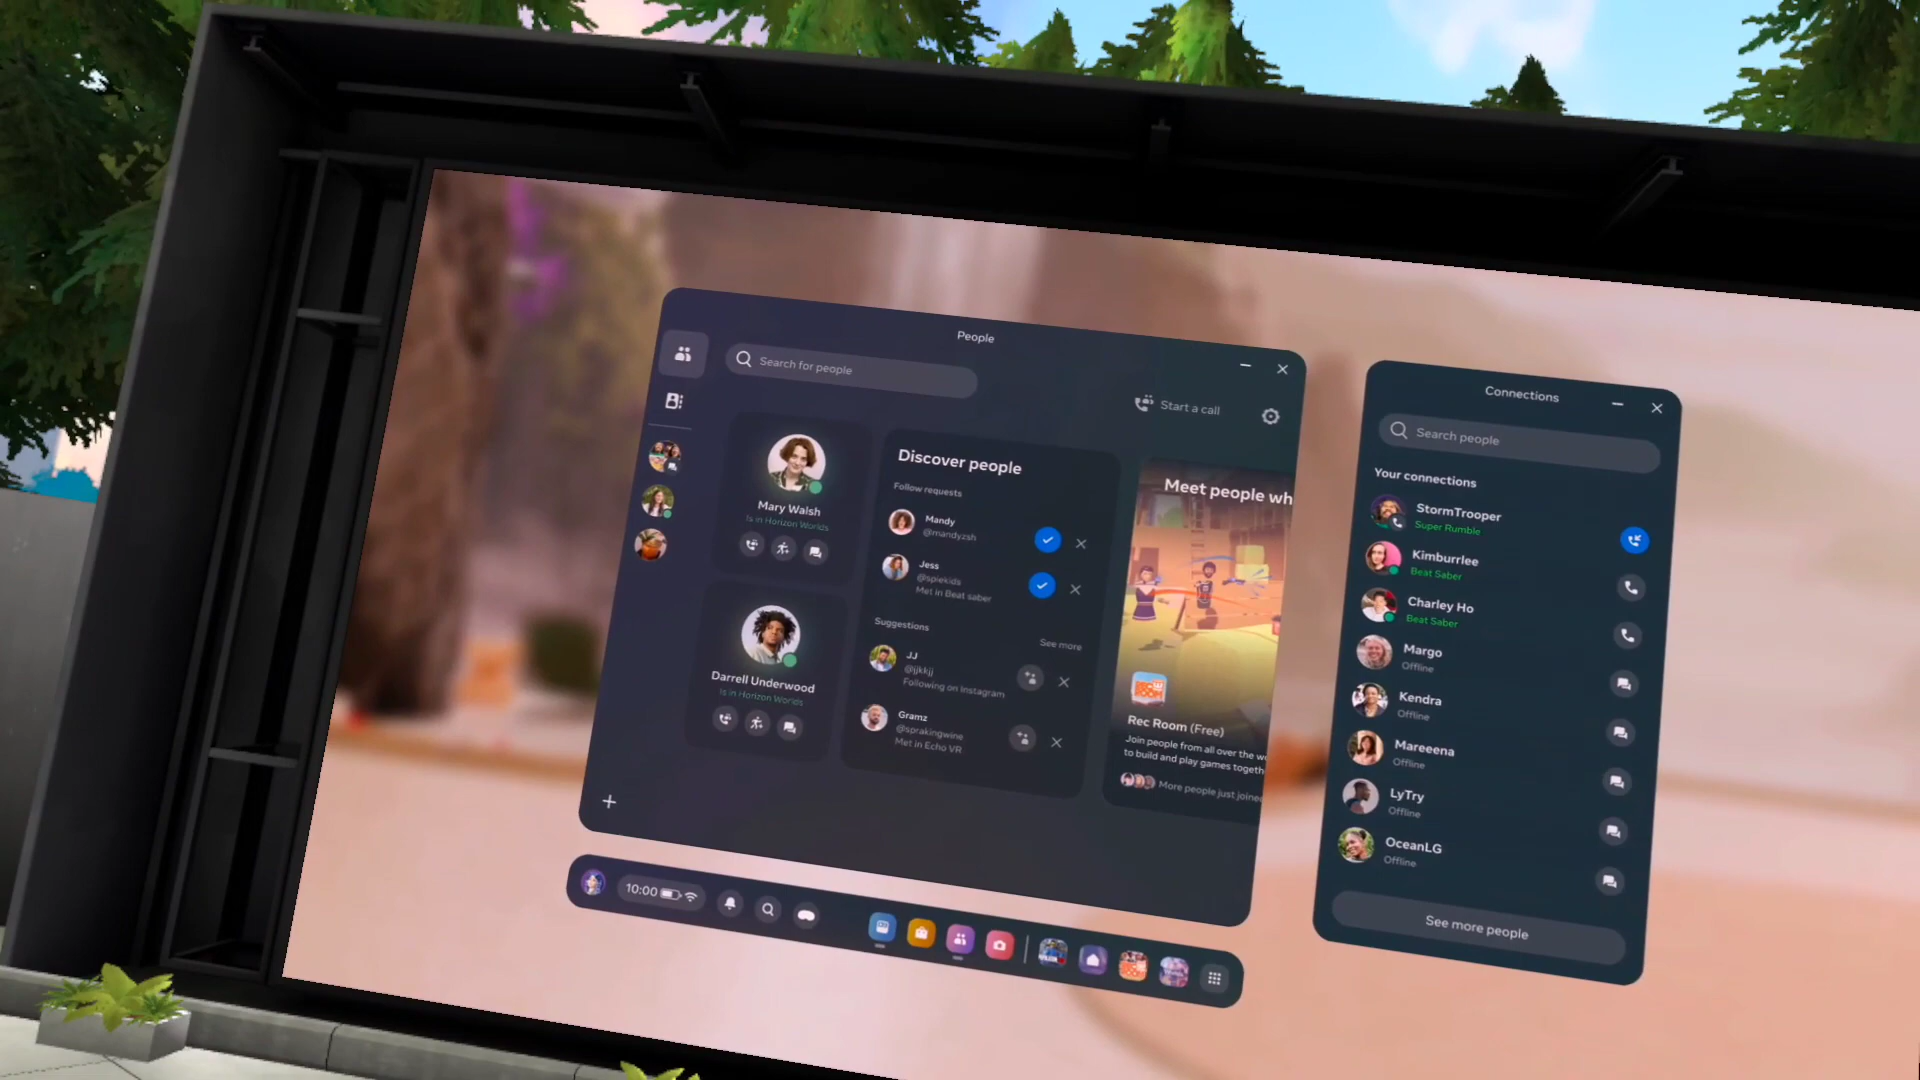 People
Search for people
Start a call
Mary Walsh
Is in Horizon Worlds
Darrell Underwood
Is in Horizon Worlds
Discover people
Follow requests
Mandy
@mandyzsh
Jess
@spiekids
Met in Beat saber
Suggestions
See more
JJ
@jjkkjj
Following on Instagram
Gramz
@sprakingwine
Met in Echo VR
Meet people wh
Rec Room (Free)
Join people from all over the wo
to build and play games togeth
More people just joine
10:00
Connections
Search people
Your connections
StormTrooper
Super Rumble
Kimburrlee
Beat Saber
Charley Ho
Beat Saber
Margo
Offline
Kendra
Offline
Mareeena
Offline
LyTry
Offline
OceanLG
Offline
See more people